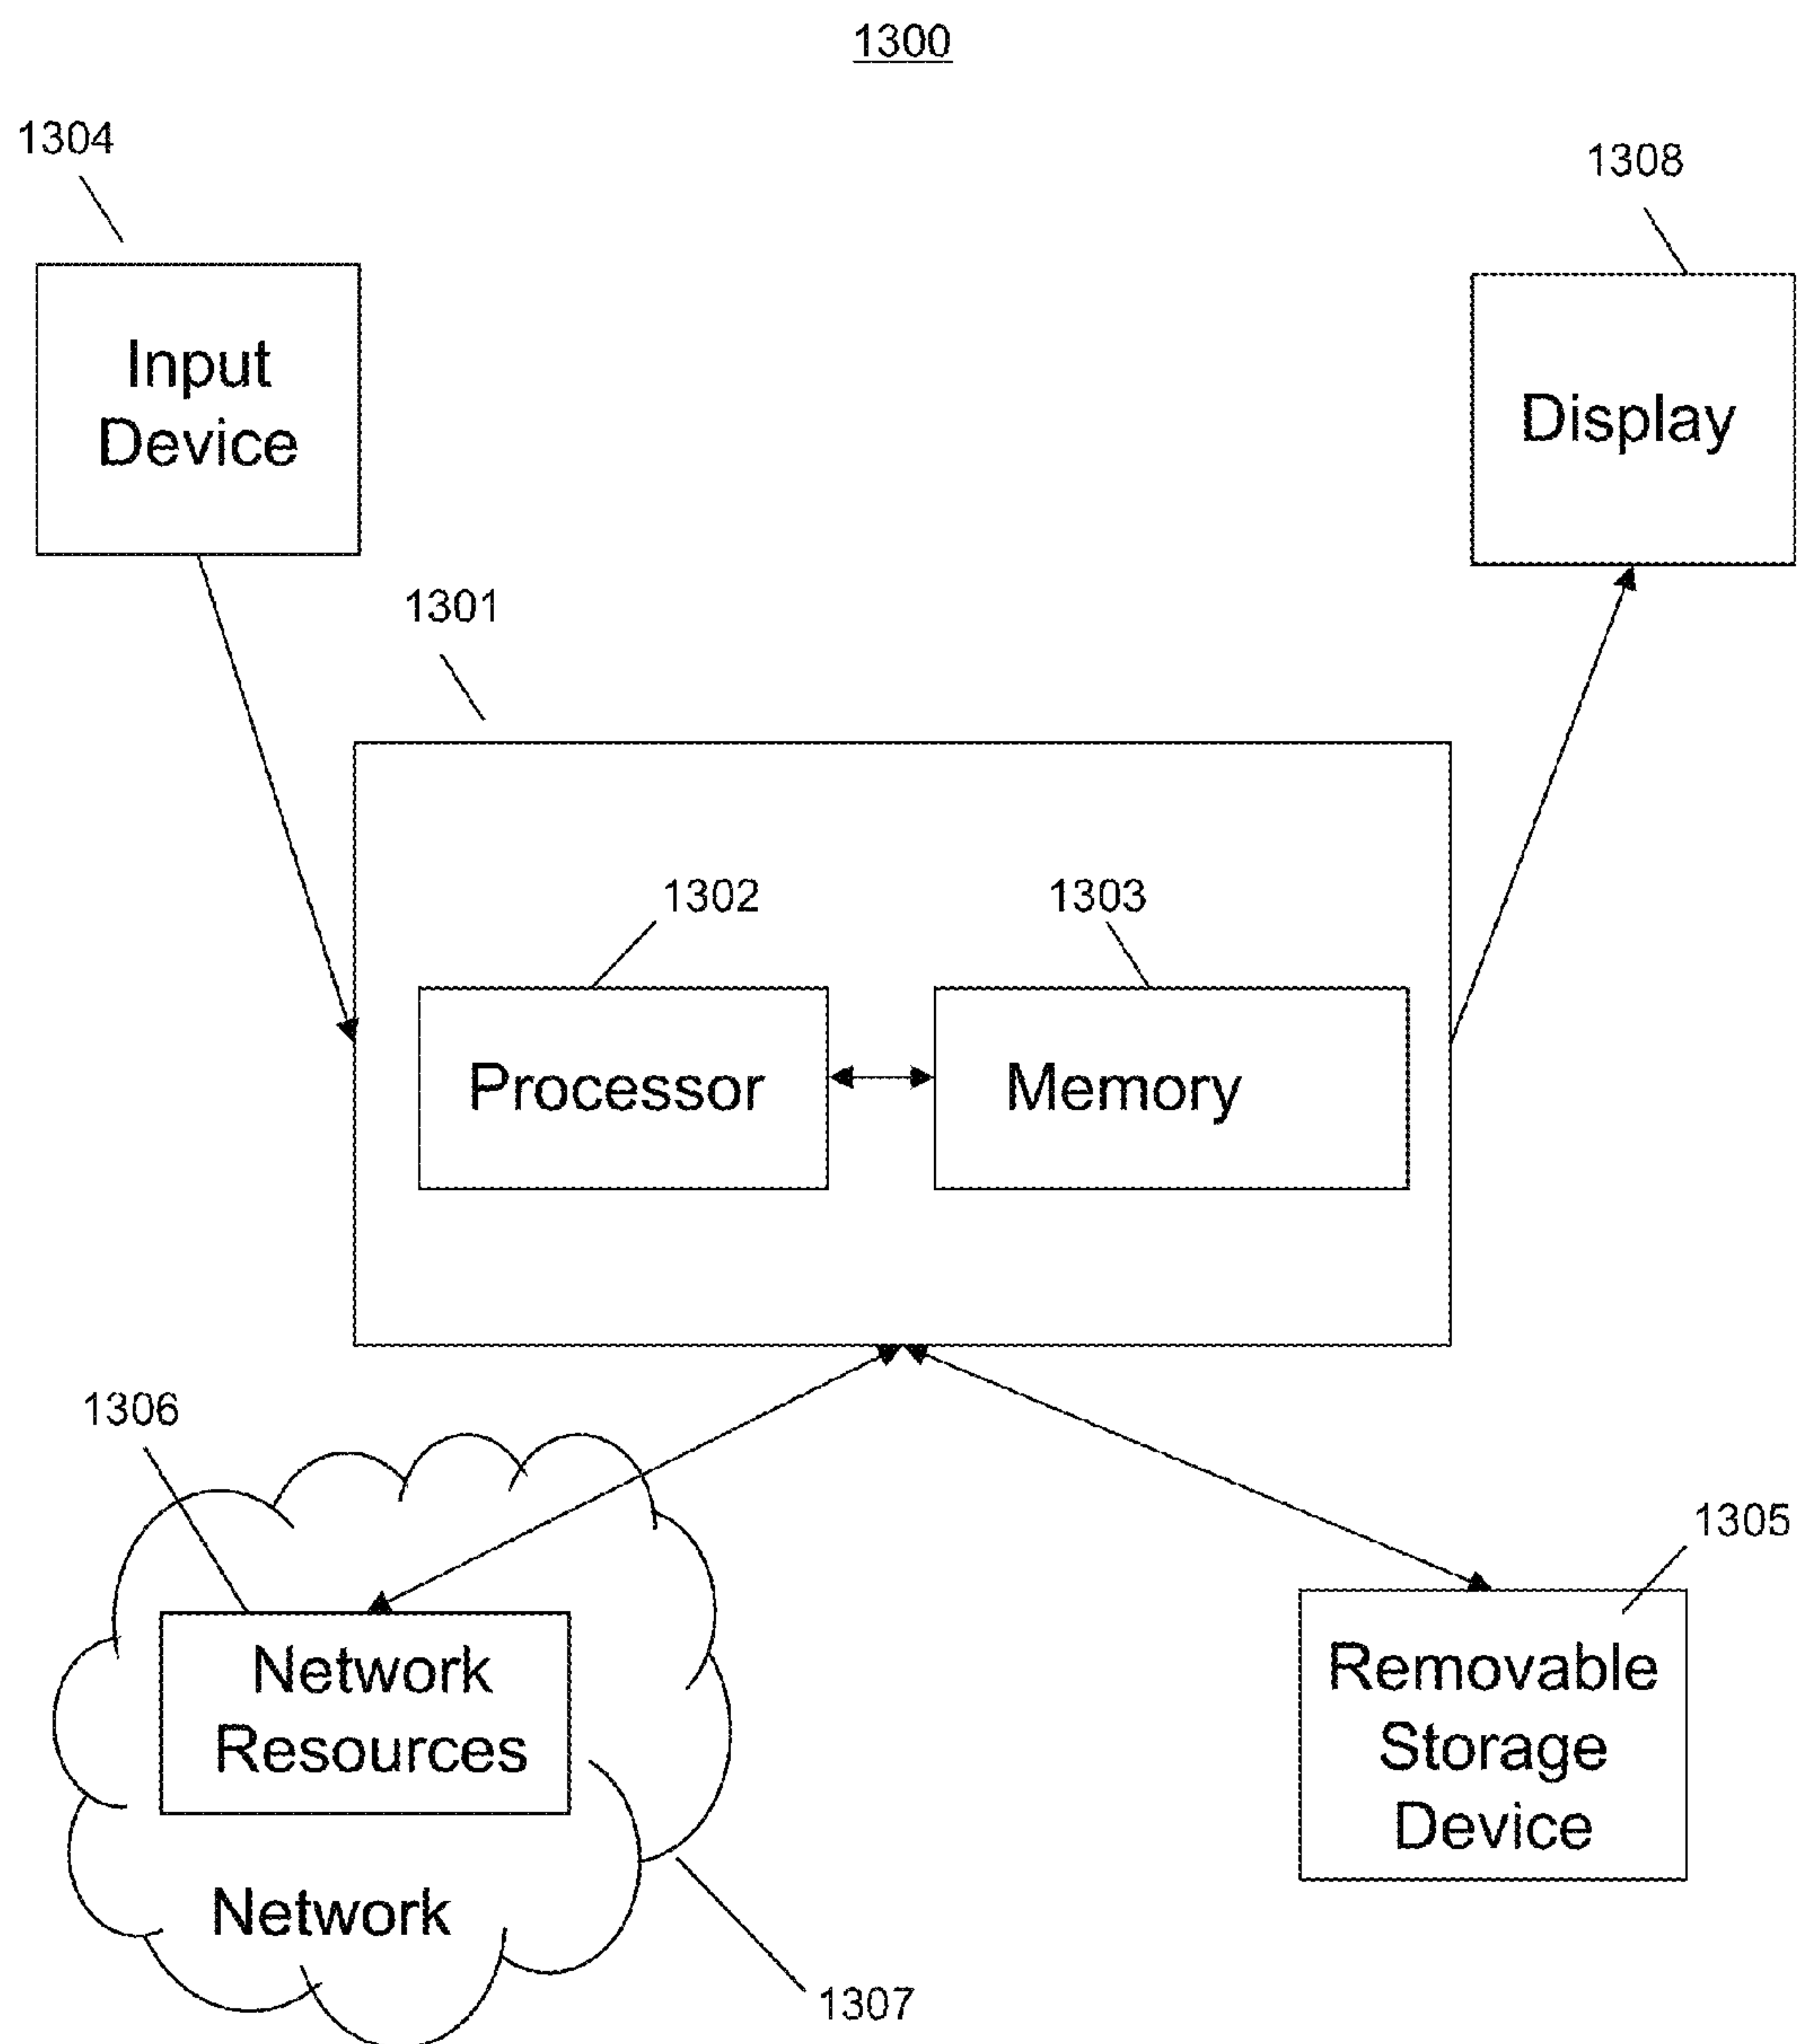 1300
1304
1308
Input
Device
Display
1301
1302
1303
Processor
Memory
1306
1305
Network
Resources
Removable
Storage
Device
Network
1307